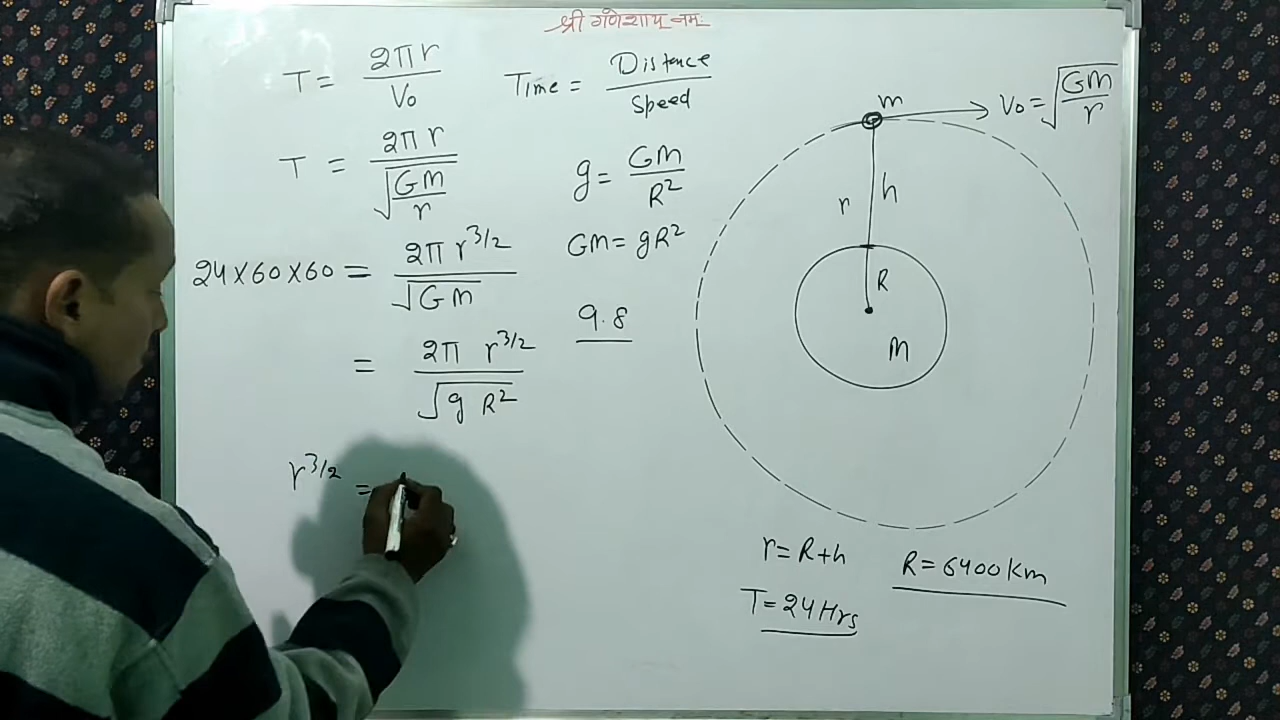 श्री गणेशाय नमः
T = 2πr / V₀
Time = Distance / Speed
T = 2πr / √(GM/r)
g = GM / R²
24×60×60 = 2π r^3/2 / √GM
GM = gR²
9.8
= 2π r^3/2 / √g R²
r^3/2 =
m
V₀ = √(GM/r)
r
h
R
M
r = R+h
R = 6400 Km
T = 24 Hrs